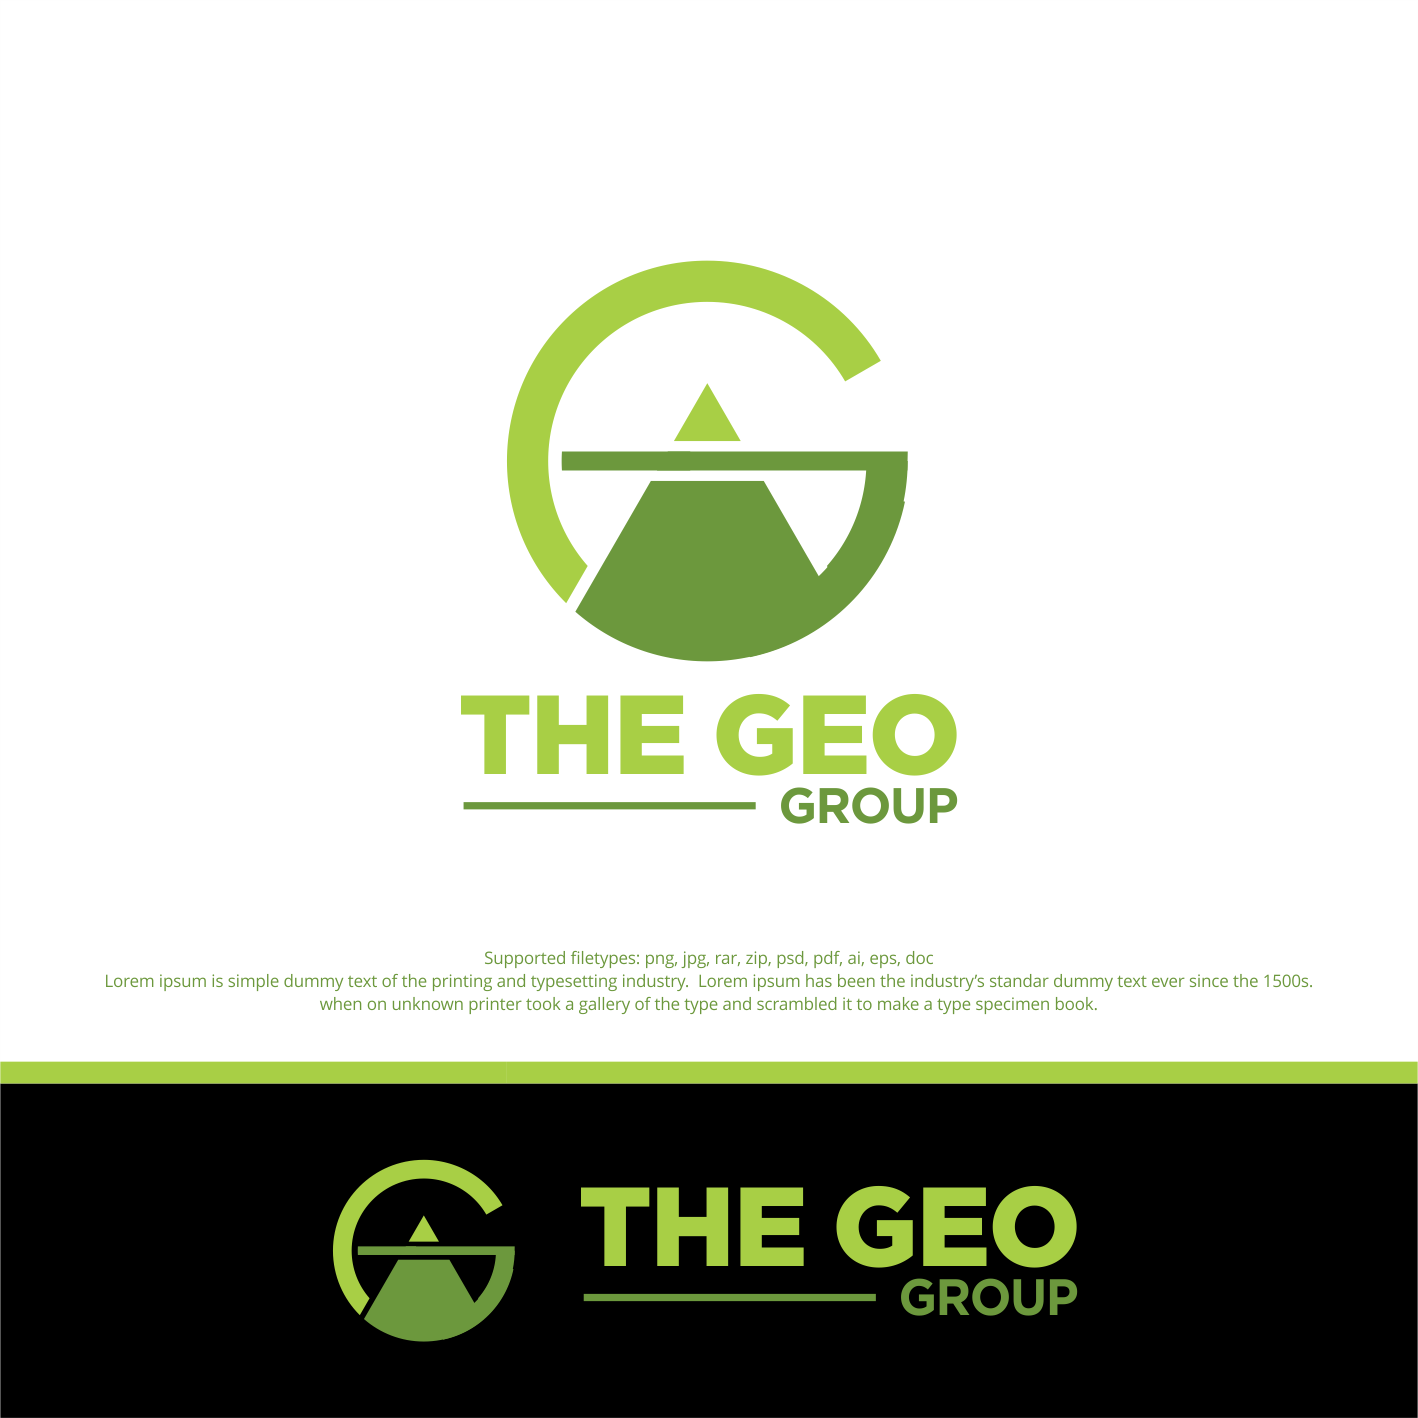 THE GEO
GROUP
Supported filetypes: png, jpg, rar, zip, psd, pdf, ai, eps, doc
Lorem ipsum is simple dummy text of the printing and typesetting industry.  Lorem ipsum has been the industry’s standar dummy text ever since the 1500s.
when on unknown printer took a gallery of the type and scrambled it to make a type specimen book.
THE GEO
GROUP